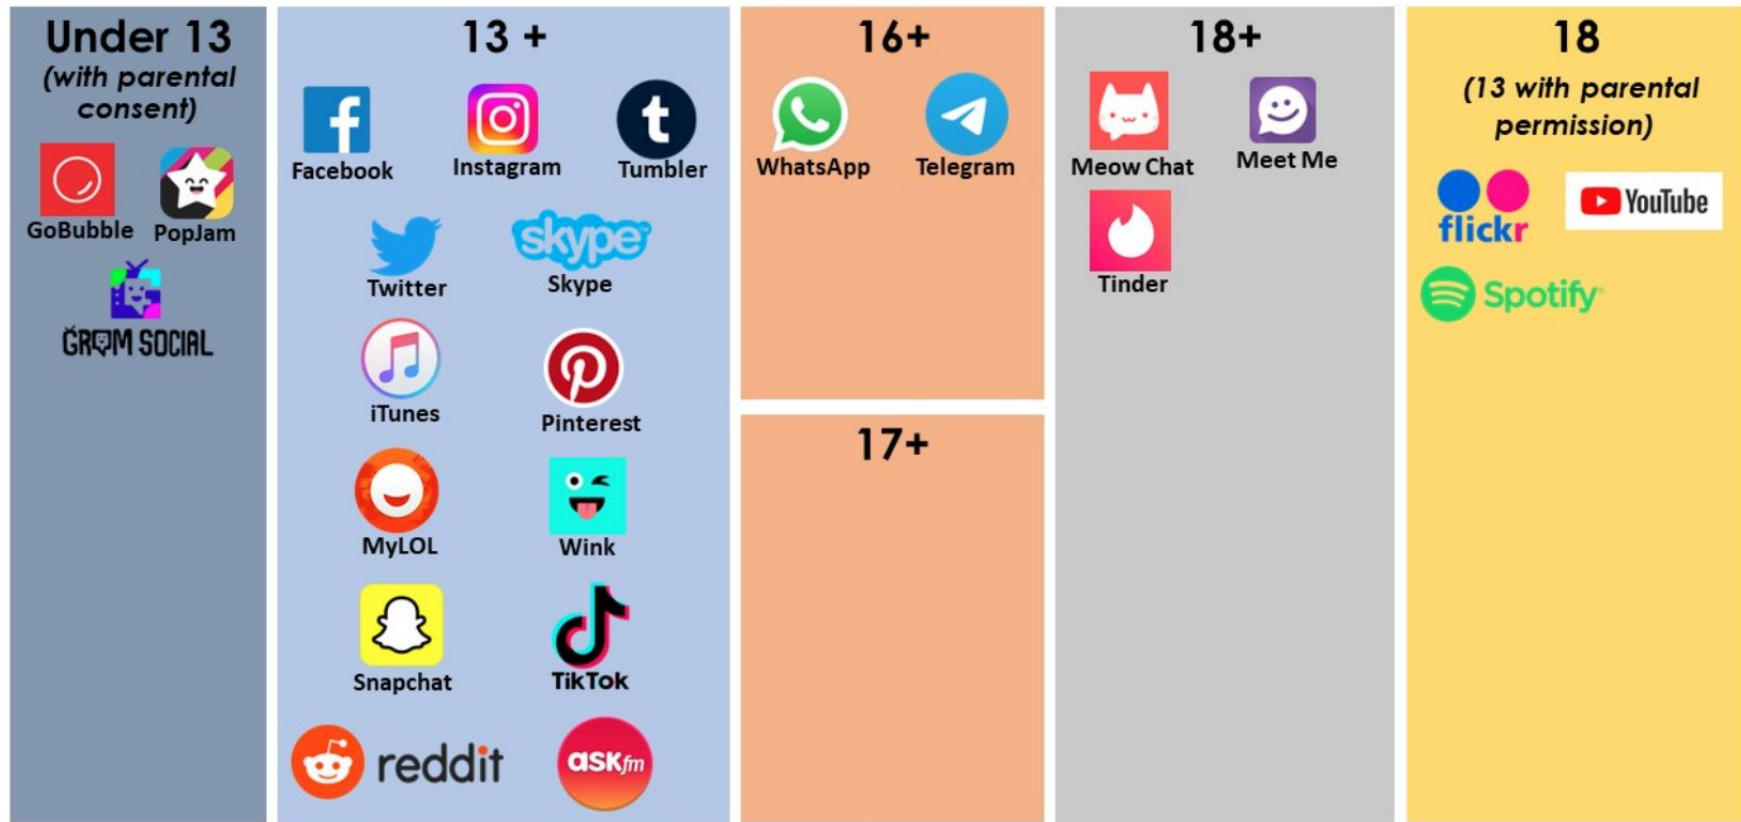 Under 13
(with parental
consent)
GoBubble
PopJam
GROM SOCIAL
13 +
f
Facebook
Instagram
t
Tumbler
Twitter
skype
Skype
iTunes
Pinterest
MyLOL
Wink
Snapchat
TikTok
reddit
ASKfm
16+
WhatsApp
Telegram
17+
18+
Meow Chat
Meet Me
Tinder
18
(13 with parental
permission)
flickr
YouTube
Spotify